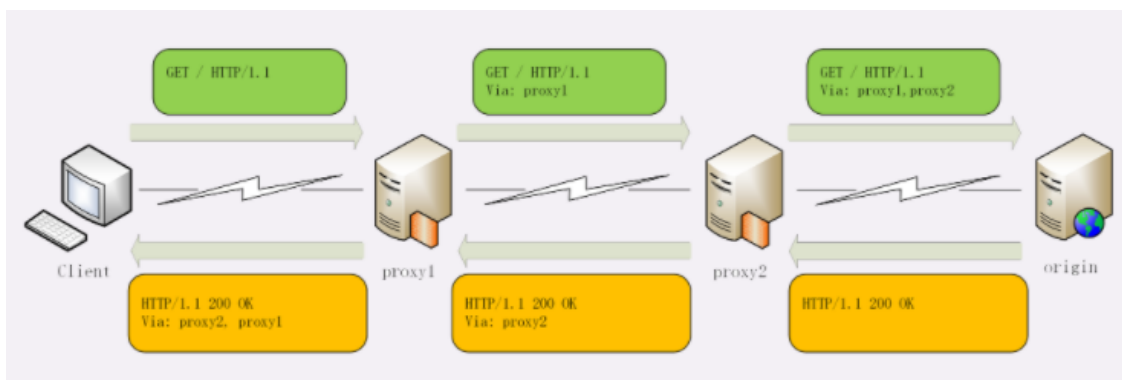 GET / HTTP/1.1
GET / HTTP/1.1
Via: proxy1
GET / HTTP/1.1
Via: proxy1,proxy2
Client
proxy1
proxy2
origin
HTTP/1.1 200 OK
Via: proxy2, proxy1
HTTP/1.1 200 OK
Via: proxy2
HTTP/1.1 200 OK